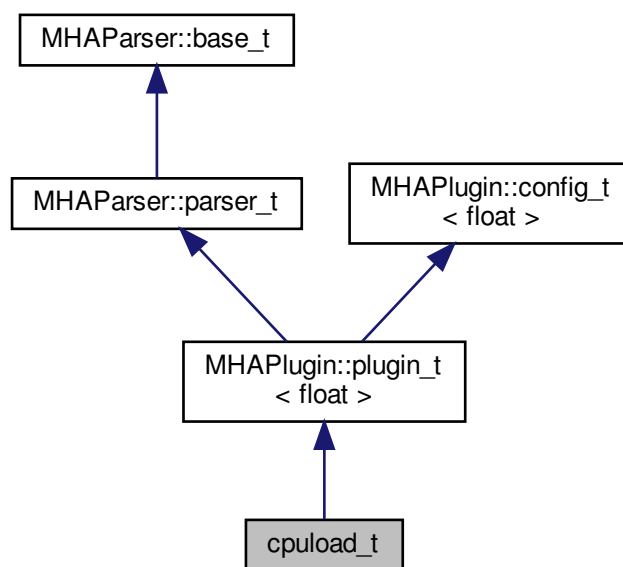 MHAParser::base_t
MHAParser::parser_t
MHAPlugin::config_t
< float >
MHAPlugin::plugin_t
< float >
cpuload_t